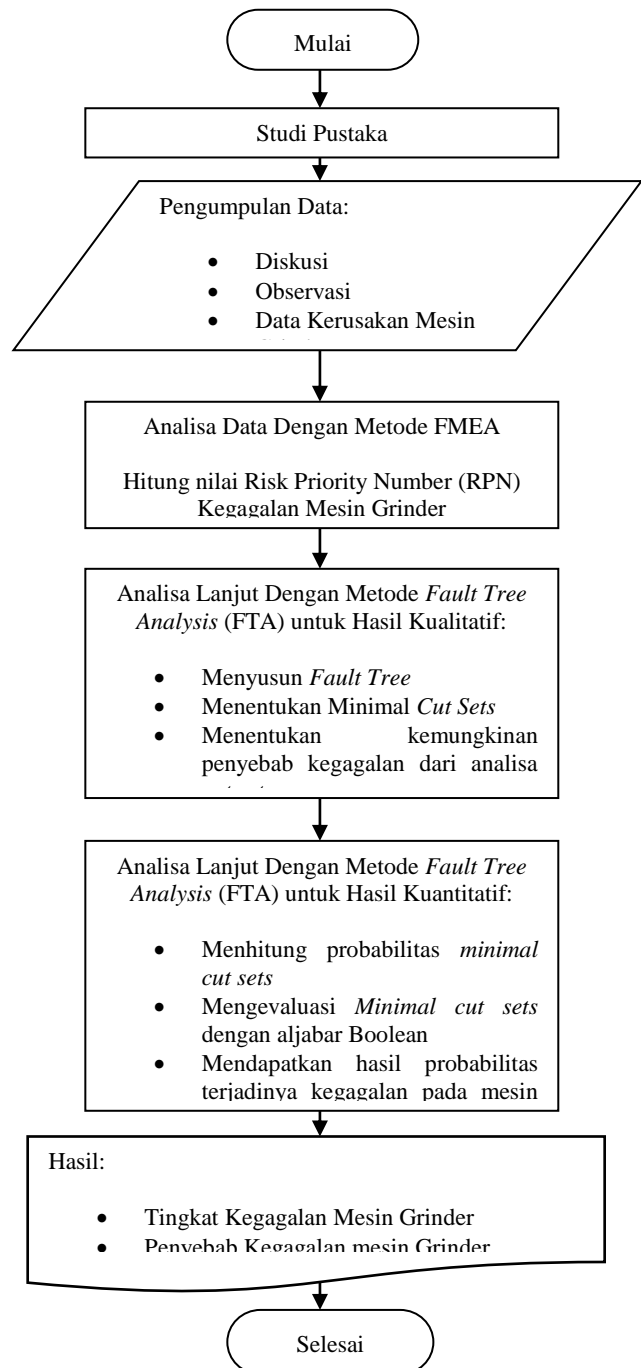 Mulai
Studi Pustaka
Pengumpulan Data:
• Diskusi
• Observasi
• Data Kerusakan Mesin
Analisa Data Dengan Metode FMEA
Hitung nilai Risk Priority Number (RPN)
Kegagalan Mesin Grinder
Analisa Lanjut Dengan Metode Fault Tree
Analysis (FTA) untuk Hasil Kualitatif:
• Menyusun Fault Tree
• Menentukan Minimal Cut Sets
• Menentukan kemungkinan
penyebab kegagalan dari analisa
Analisa Lanjut Dengan Metode Fault Tree
Analysis (FTA) untuk Hasil Kuantitatif:
• Menhitung probabilitas minimal
cut sets
• Mengevaluasi Minimal cut sets
dengan aljabar Boolean
• Mendapatkan hasil probabilitas
terjadinya kegagalan pada mesin
Hasil:
• Tingkat Kegagalan Mesin Grinder
• Penyebab Kegagalan mesin Grinder
Selesai